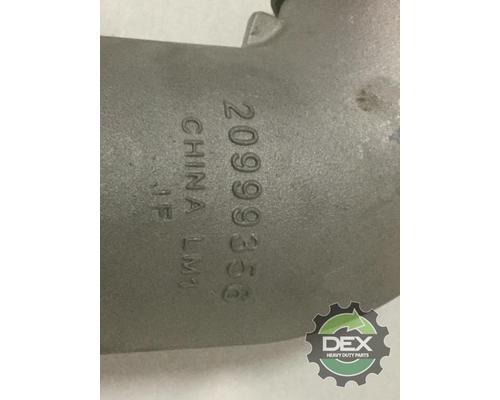 20999356
CHINA LM1
1F
DEX
HEAVY DUTY PARTS